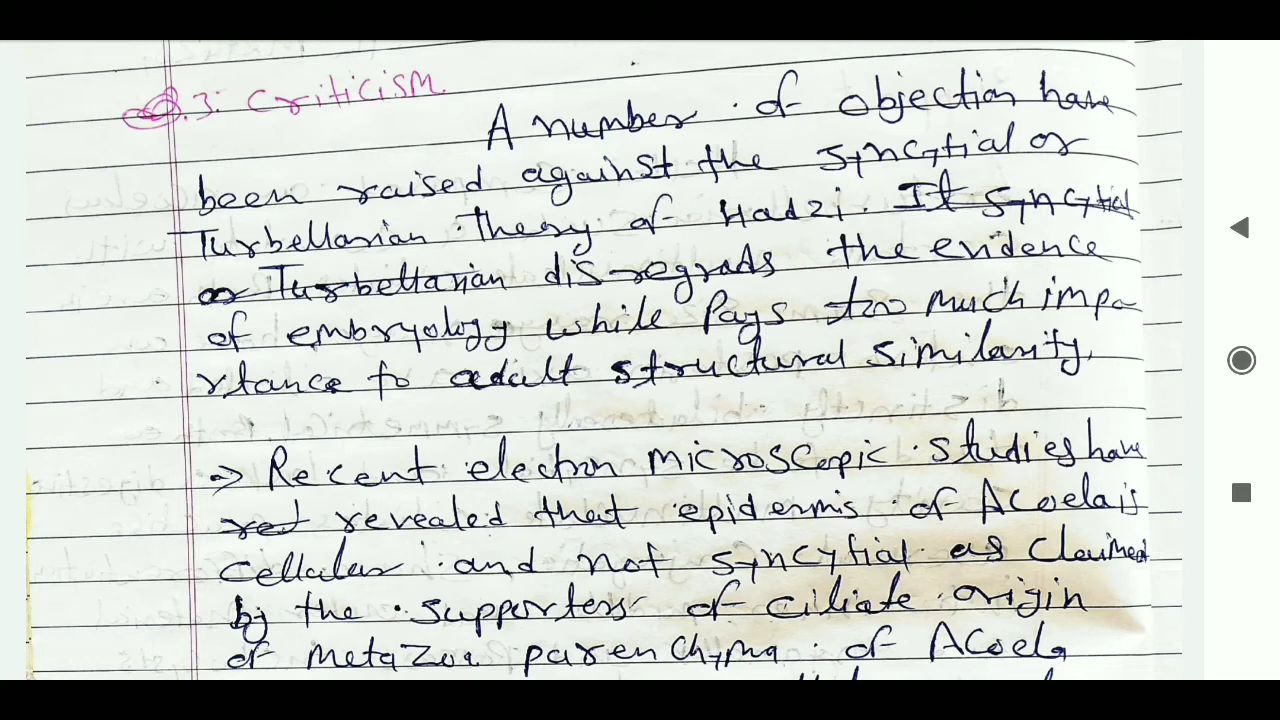 3. Criticism.
A number of objection have
been raised against the syncytial or
Turbellarian Theory of Hadzi. It syncytial
or Turbellarian dis-regrads the evidence
of embryology while Pays too much impo
rtance to adult structural similarity.
→ Recent electron microscopic studies have
ret revealed that epidermis of Acoela is
cellular and not syncytial as claimed
by the supporters of ciliate origin
of metazoa parenchyma of Acoela